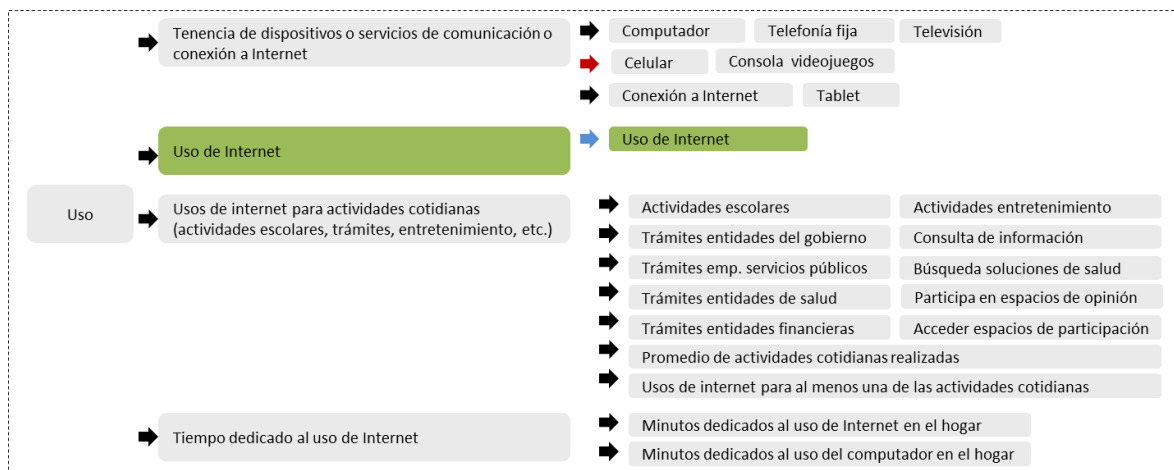 Tenencia de dispositivos o servicios de comunicación o
conexión a Internet
Computador
Telefonía fija
Televisión
Celular
Consola videojuegos
Conexión a Internet
Tablet
Uso de Internet
Uso de Internet
Uso
Usos de internet para actividades cotidianas
(actividades escolares, trámites, entretenimiento, etc.)
Actividades escolares
Actividades entretenimiento
Trámites entidades del gobierno
Consulta de información
Trámites emp. servicios públicos
Búsqueda soluciones de salud
Trámites entidades de salud
Participa en espacios de opinión
Trámites entidades financieras
Acceder espacios de participación
Promedio de actividades cotidianas realizadas
Usos de internet para al menos una de las actividades cotidianas
Tiempo dedicado al uso de Internet
Minutos dedicados al uso de Internet en el hogar
Minutos dedicados al uso del computador en el hogar